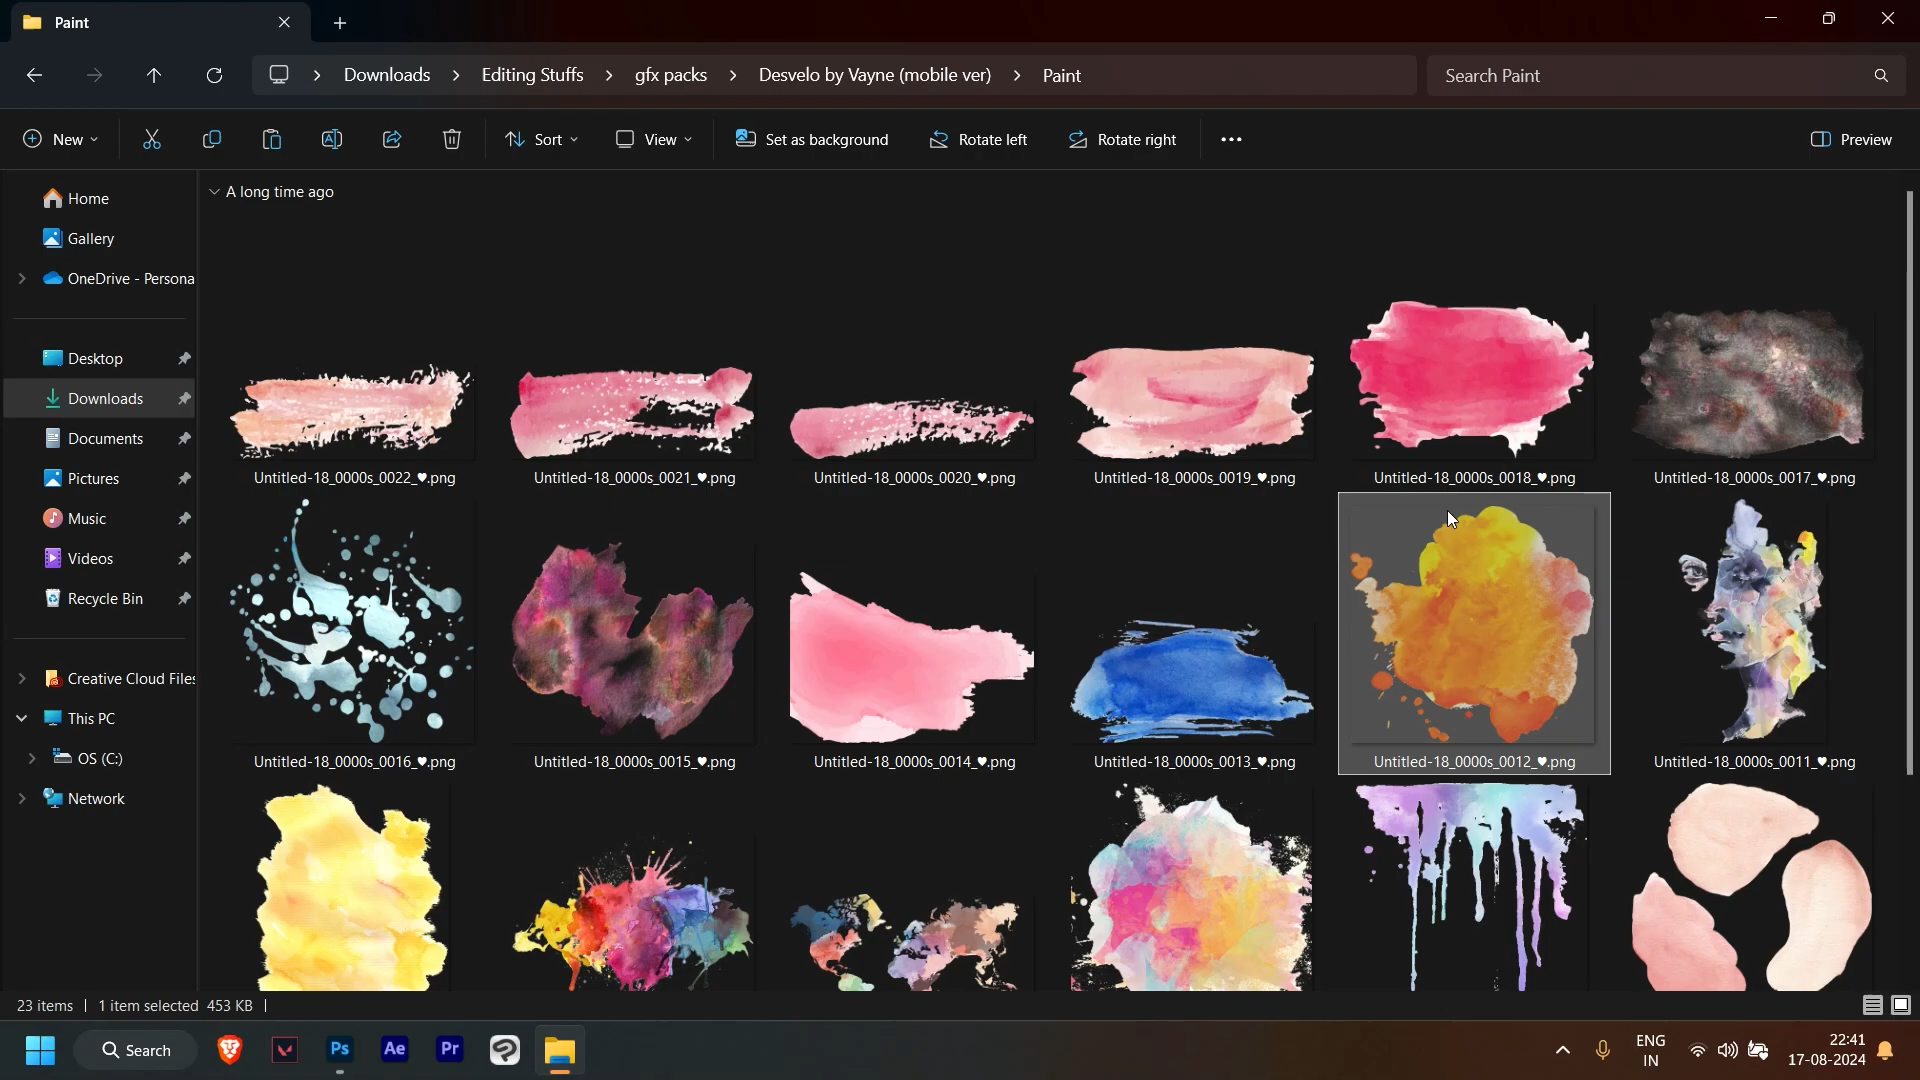 Paint
Downloads > Editing Stuffs > gfx packs > Desvelo by Vayne (mobile ver) > Paint
Search Paint
New
Sort
View
Set as background
Rotate left
Rotate right
Preview
Home
Gallery
OneDrive - Persona
Desktop
Downloads
Documents
Pictures
Music
Videos
Recycle Bin
Creative Cloud Files
This PC
OS (C:)
Network
A long time ago
Untitled-18_0000s_0022_♥.png
Untitled-18_0000s_0021_♥.png
Untitled-18_0000s_0020_♥.png
Untitled-18_0000s_0019_♥.png
Untitled-18_0000s_0018_♥.png
Untitled-18_0000s_0017_♥.png
Untitled-18_0000s_0016_♥.png
Untitled-18_0000s_0015_♥.png
Untitled-18_0000s_0014_♥.png
Untitled-18_0000s_0013_♥.png
Untitled-18_0000s_0012_♥.png
Untitled-18_0000s_0011_♥.png
23 items | 1 item selected 453 KB |
Search
Ps
Ae
Pr
ENG
IN
22:41
17-08-2024